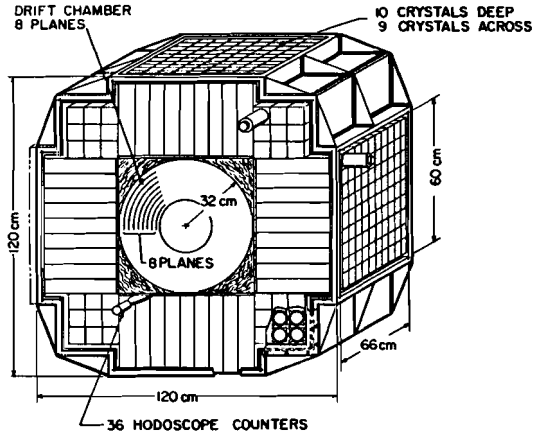 DRIFT CHAMBER
8 PLANES
10 CRYSTALS DEEP
9 CRYSTALS ACROSS
32 cm
60 cm
120 cm
8 PLANES
66 cm
120 cm
36 HODOSCOPE COUNTERS